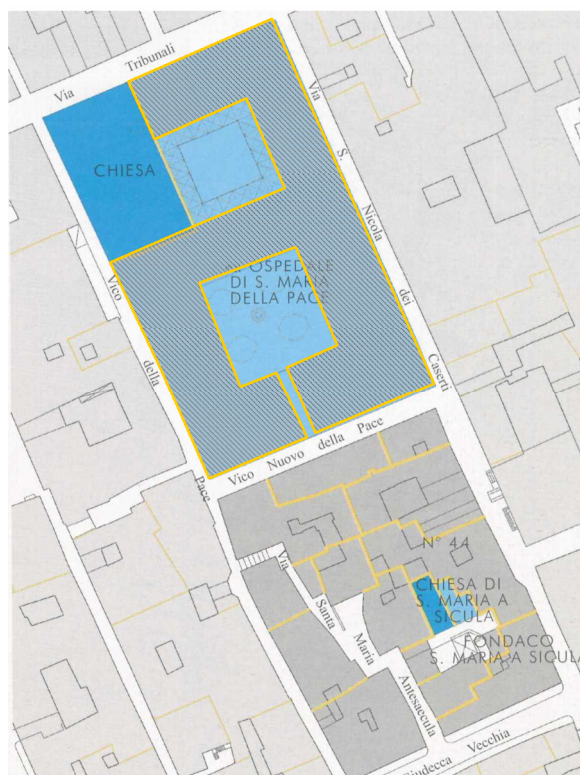 Via Tribunali
CHIESA
Via S. Nicola dei Caserti
OSPEDALE
DI S. MARIA
DELLA PACE
Vico della Pace
Vico Nuovo della Pace
N° 44
CHIESA DI
S. MARIA A
SICULA
FONDACO
S. MARIA A SICULA
Via Santa Maria Antesaecula
Giudecca Vecchia